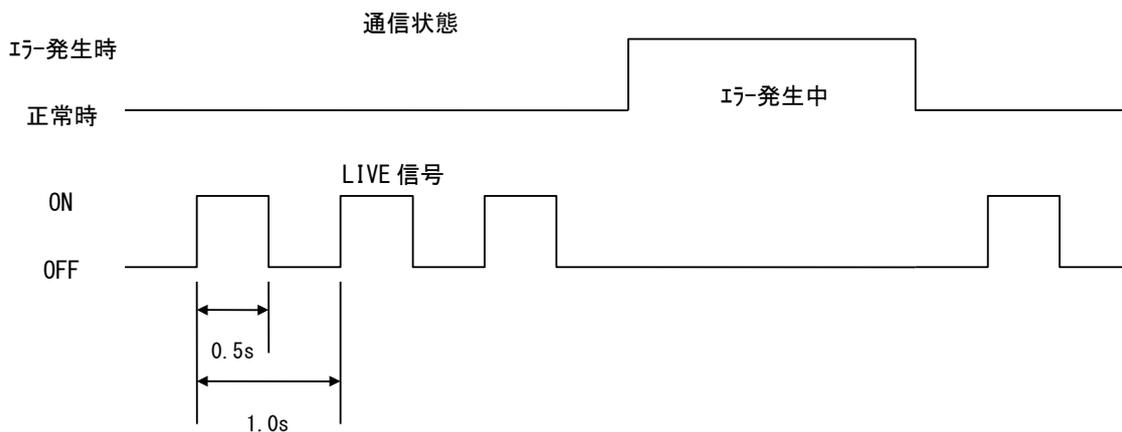 通信状態
ｴﾗｰ発生時
ｴﾗｰ発生中
正常時
LIVE 信号
ON
OFF
0.5s
1.0s